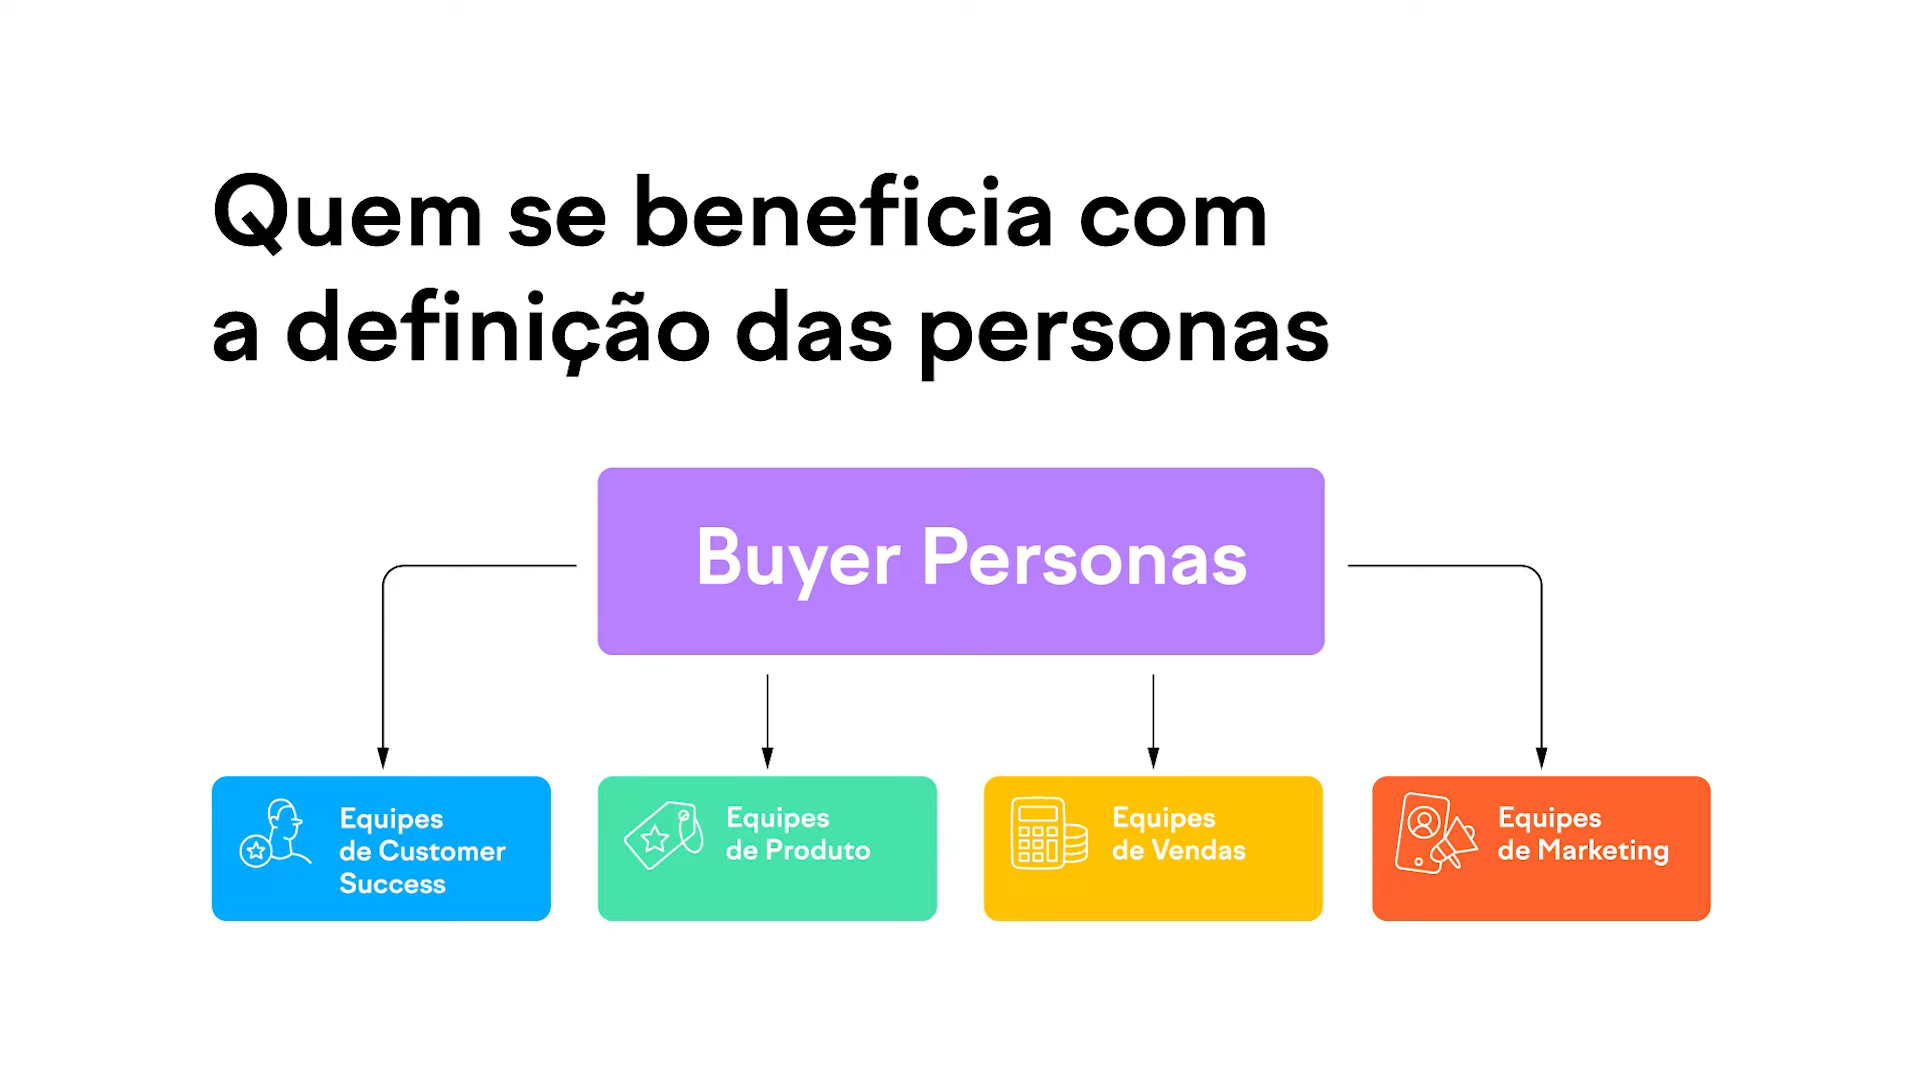 Quem se beneficia com
a definição das personas
Buyer Personas
Equipes
de Customer
Success
Equipes
de Produto
Equipes
de Vendas
Equipes
de Marketing